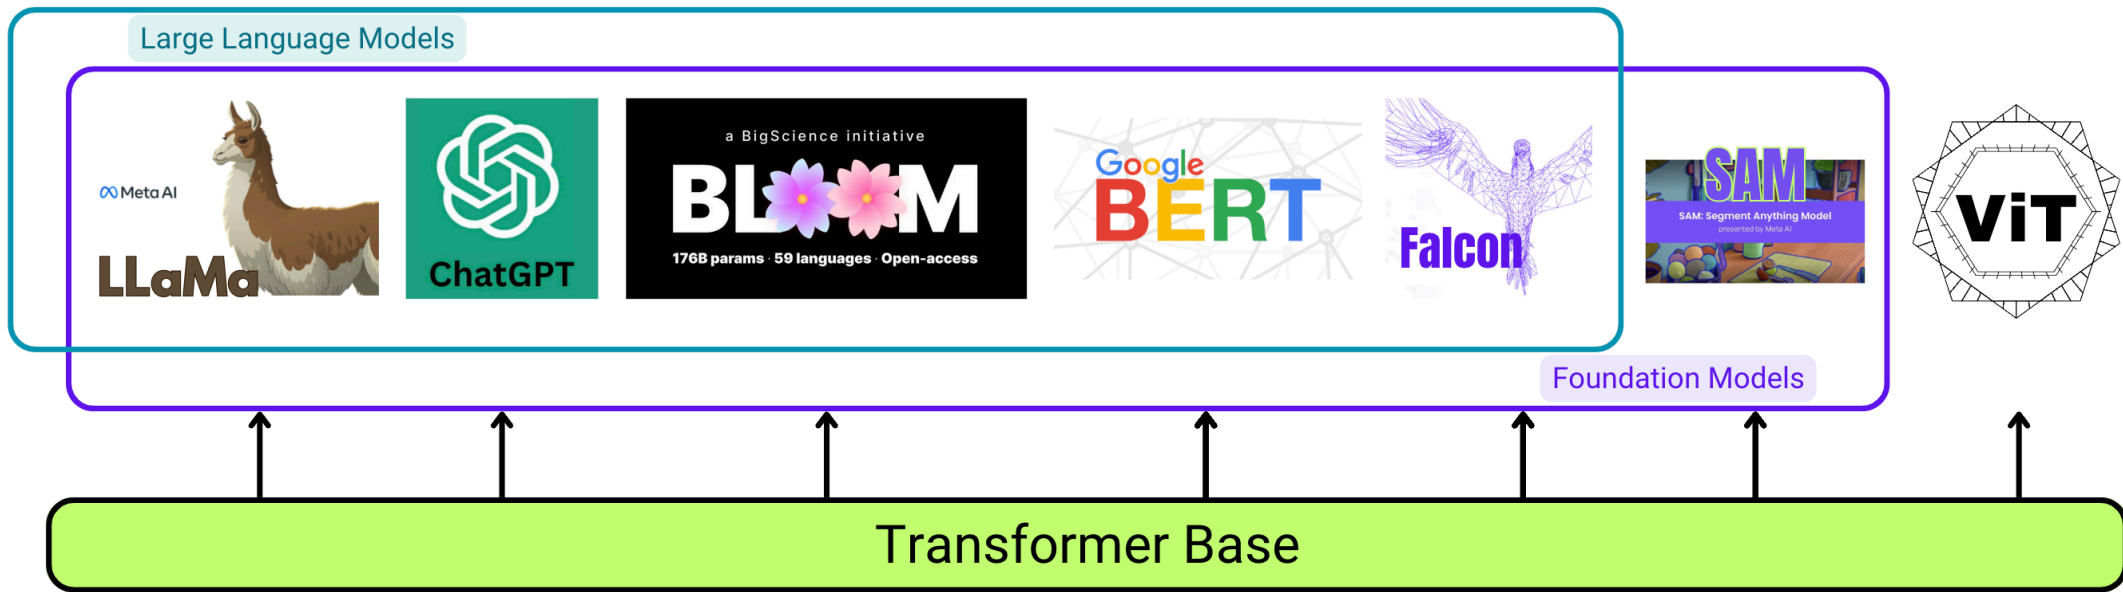 Large Language Models
Meta AI
LLaMa
ChatGPT
a BigScience initiative
BLOOM
176B params · 59 languages · Open-access
Google
BERT
Falcon
SAM
SAM: Segment Anything Model
presented by Meta AI
ViT
Foundation Models
Transformer Base